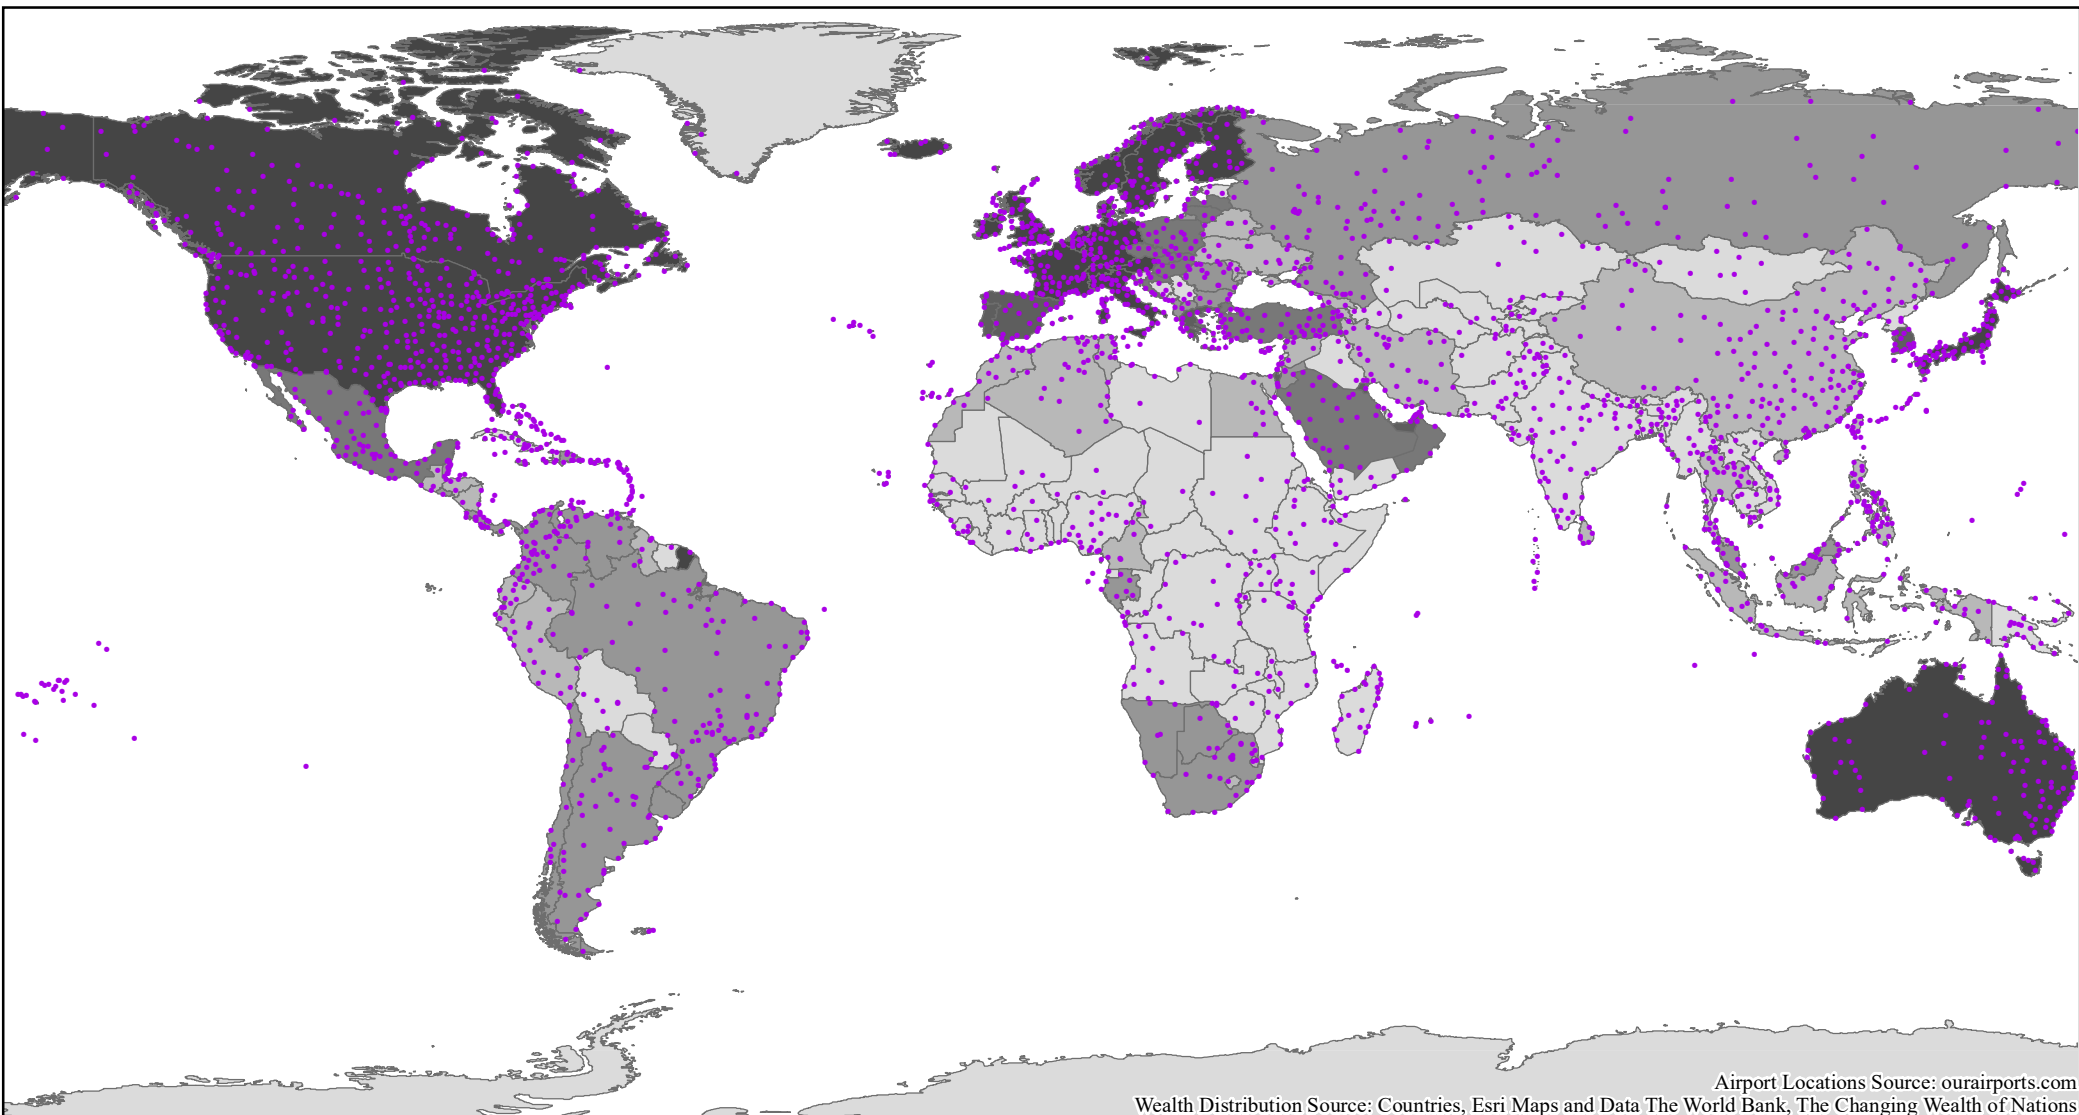 Airport Locations Source: ourairports.com
Wealth Distribution Source: Countries, Esri Maps and Data The World Bank, The Changing Wealth of Nations